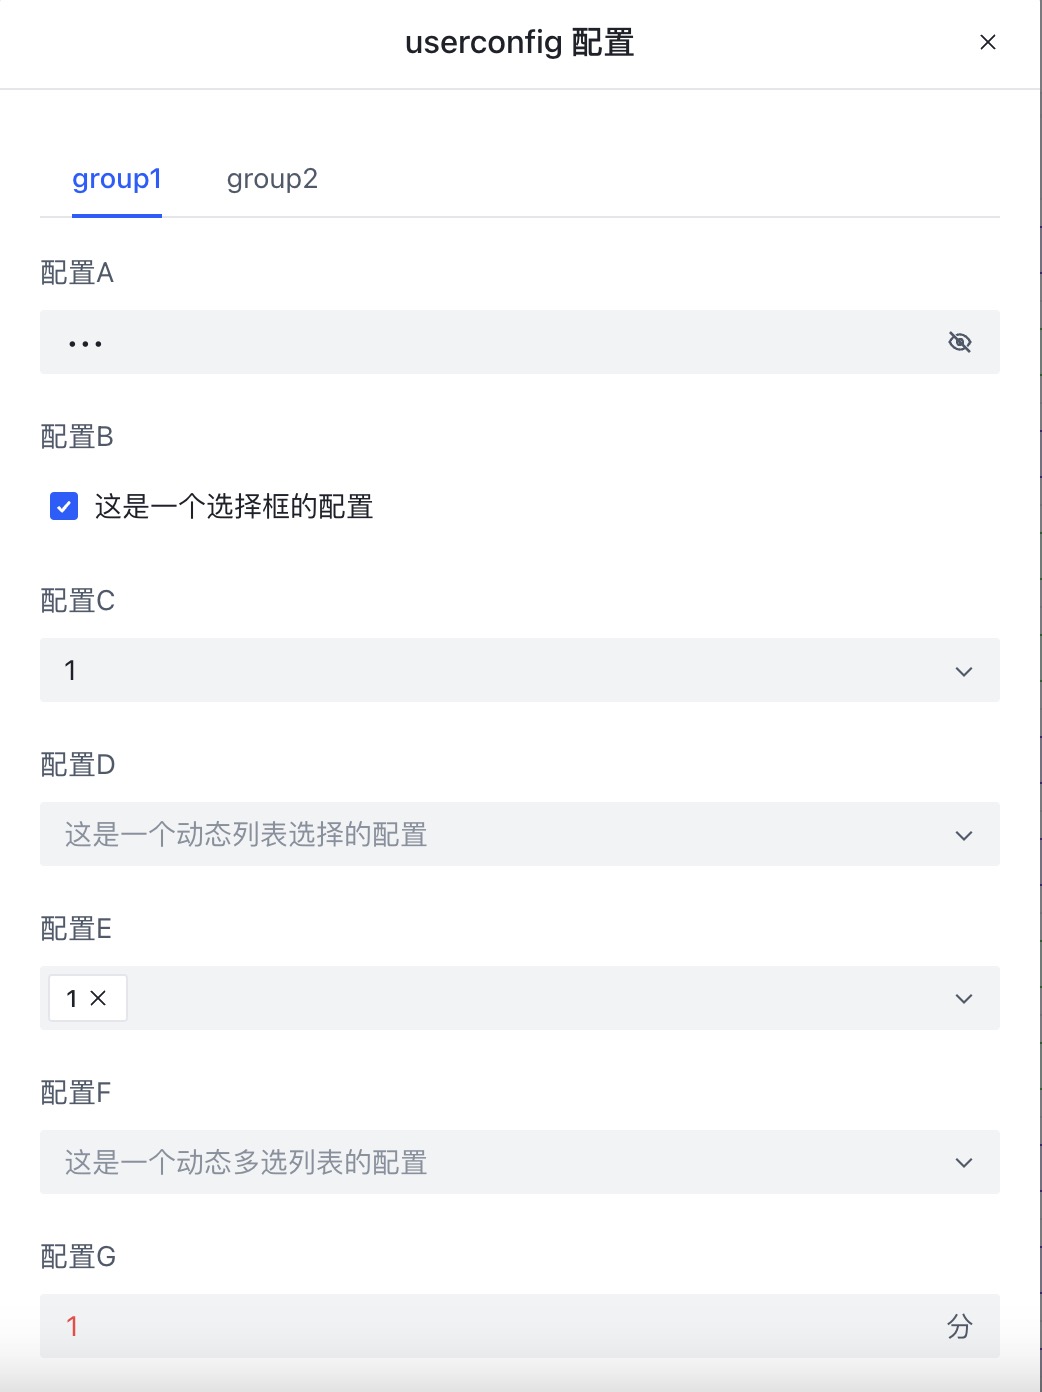 userconfig 配置
group1 group2
配置A
•••
配置B
这是一个选择框的配置
配置C
1
配置D
这是一个动态列表选择的配置
配置E
1
配置F
这是一个动态多选列表的配置
配置G
1 分